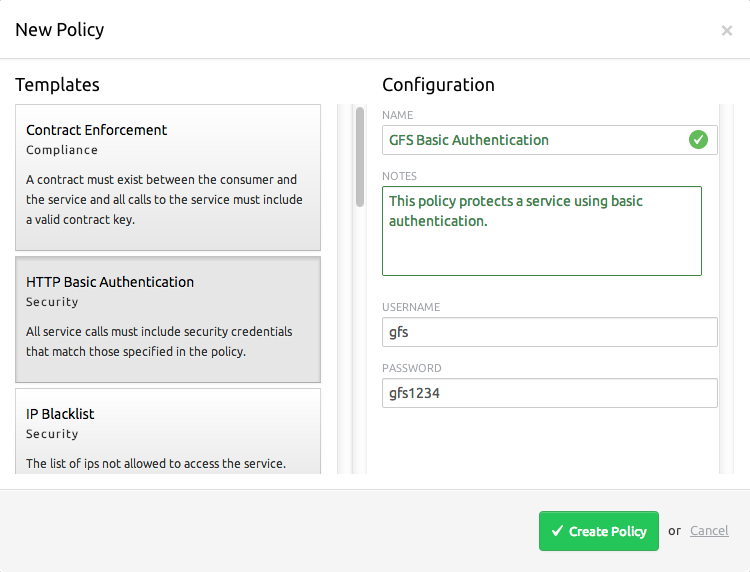 New Policy
×
Templates
Contract Enforcement
Compliance
A contract must exist between the consumer and
the service and all calls to the service must include
a valid contract key.
HTTP Basic Authentication
Security
All service calls must include security credentials
that match those specified in the policy.
IP Blacklist
Security
The list of ips not allowed to access the service.
Configuration
NAME
GFS Basic Authentication
NOTES
This policy protects a service using basic
authentication.
USERNAME
gfs
PASSWORD
gfs1234
Create Policy or Cancel